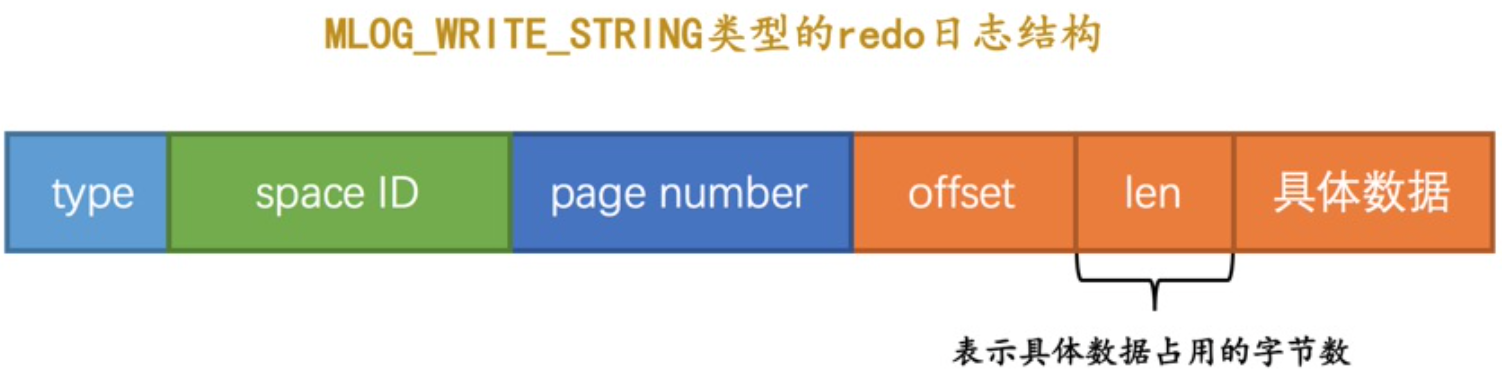 MLOG_WRITE_STRING类型的redo日志结构
type space ID page number offset len 具体数据
表示具体数据占用的字节数